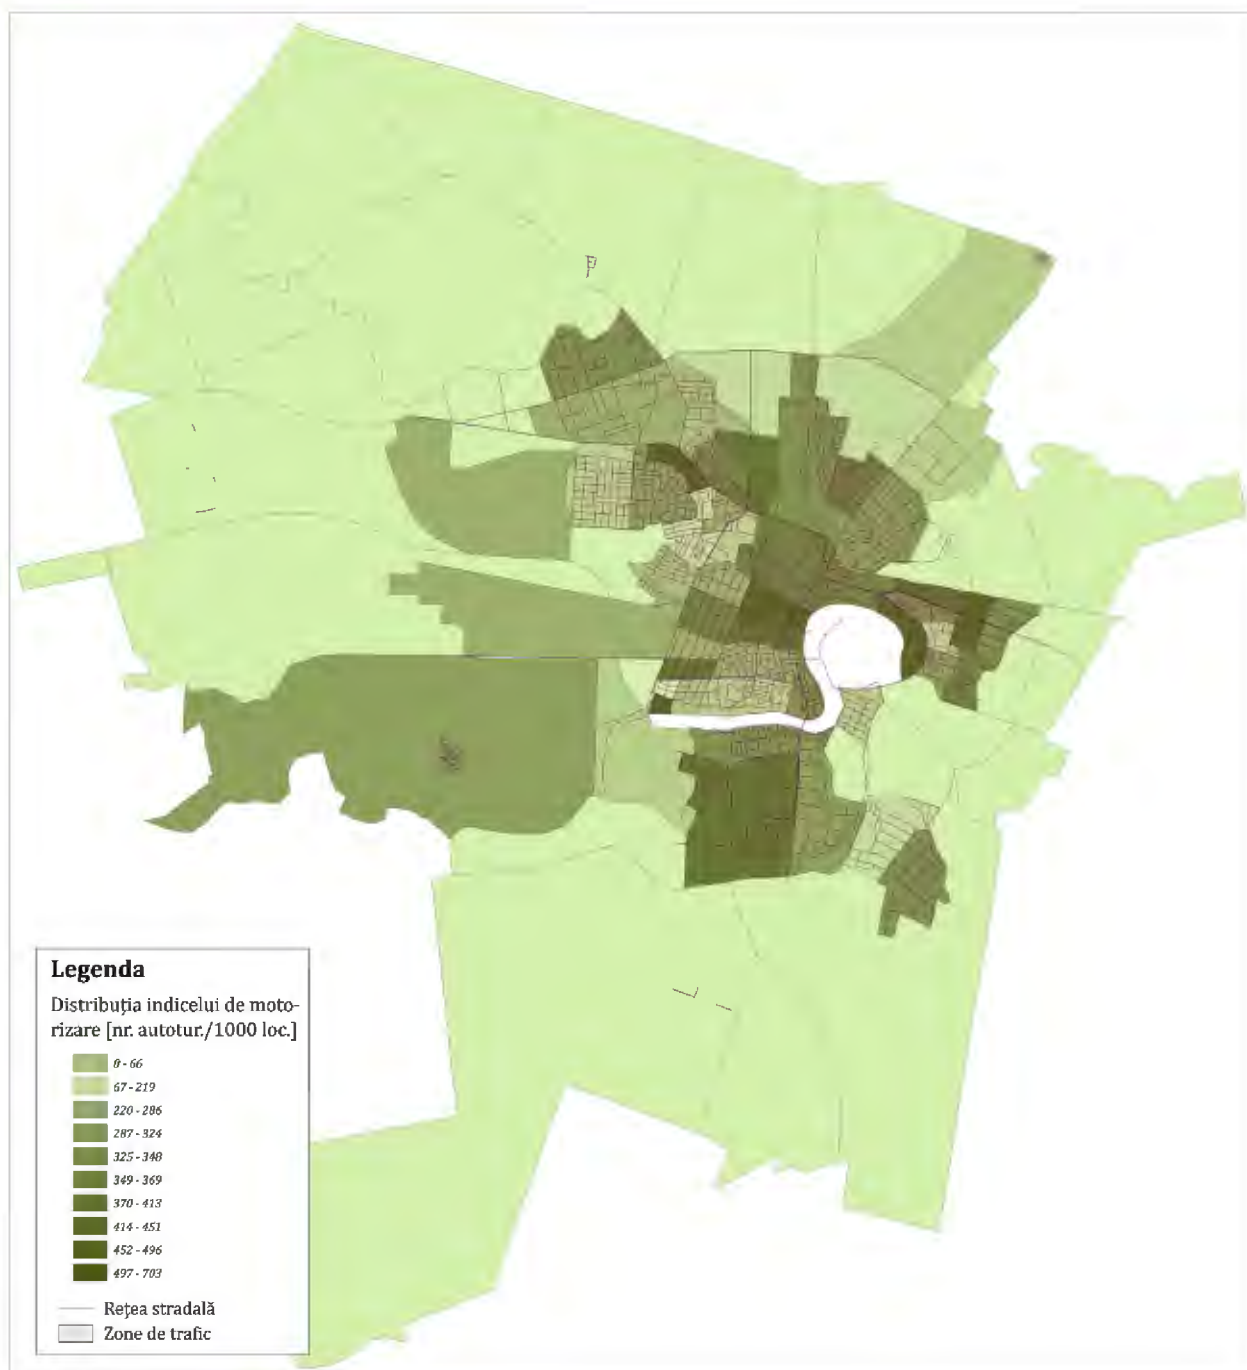 Legenda
Distribuția indicelui de moto-
rizare [nr. autotur./1000 loc.]
0 - 66
67 - 219
220 - 286
287 - 324
325 - 348
349 - 369
370 - 413
414 - 451
452 - 496
497 - 703
Rețea stradală
Zone de trafic